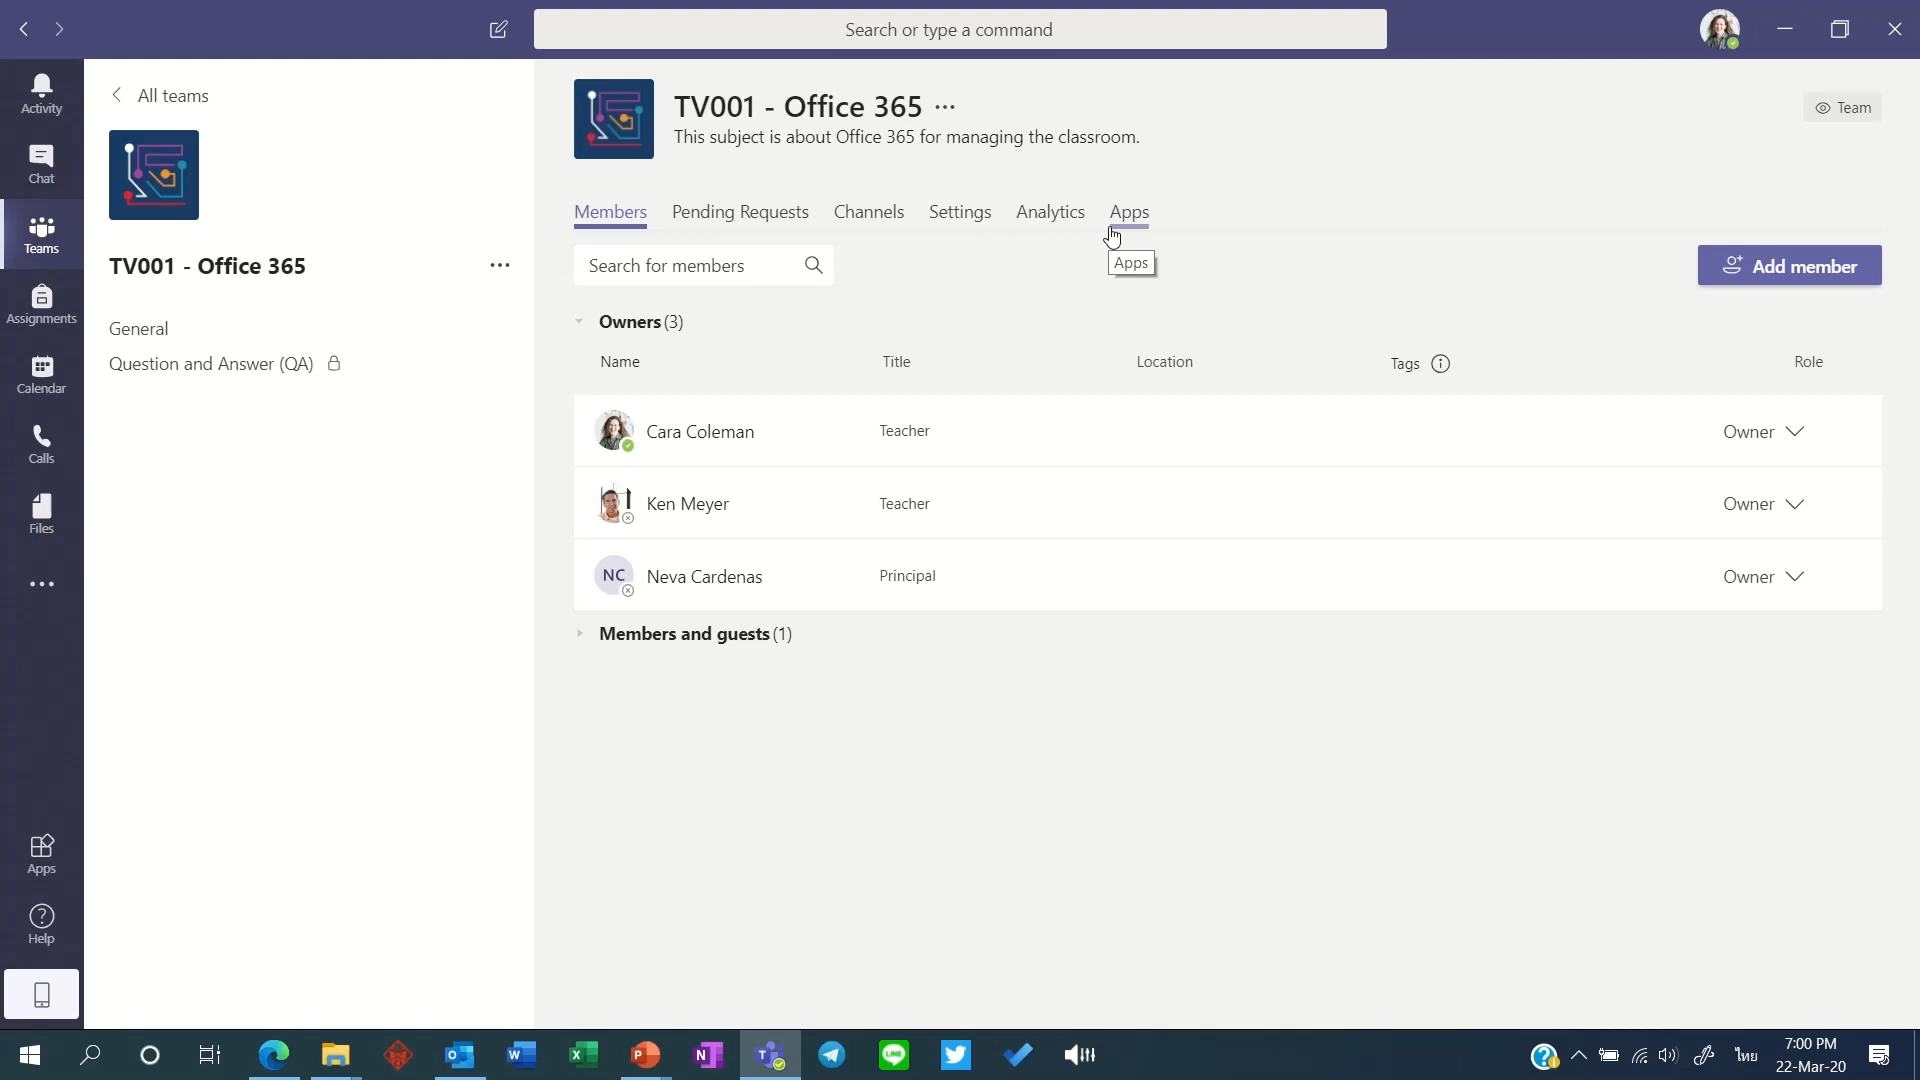 Search or type a command
Activity
Chat
Teams
Assignments
Calendar
Calls
Files
Apps
Help
All teams
TV001 - Office 365
General
Question and Answer (QA)
TV001 - Office 365
This subject is about Office 365 for managing the classroom.
Team
Members Pending Requests Channels Settings Analytics Apps
Apps
Search for members
Add member
Owners (3)
Name Title Location Tags Role
Cara Coleman Teacher Owner
Ken Meyer Teacher Owner
NC Neva Cardenas Principal Owner
Members and guests (1)
ไทย
7:00 PM
22-Mar-20